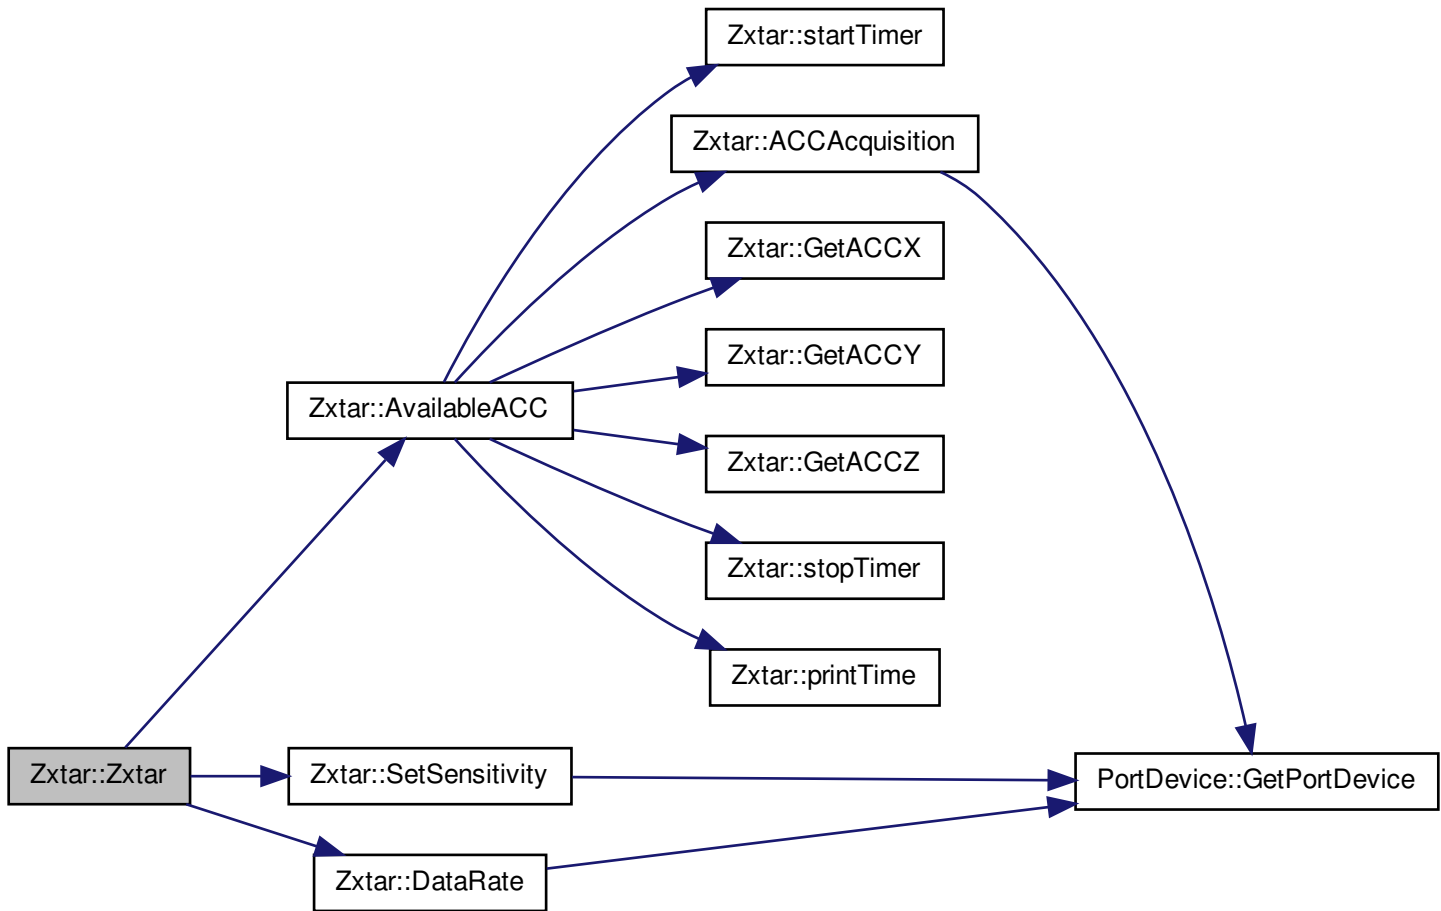 Zxtar::startTimer
Zxtar::ACCAcquisition
Zxtar::GetACCX
Zxtar::GetACCY
Zxtar::AvailableACC
Zxtar::GetACCZ
Zxtar::stopTimer
Zxtar::printTime
Zxtar::Zxtar
Zxtar::SetSensitivity
PortDevice::GetPortDevice
Zxtar::DataRate